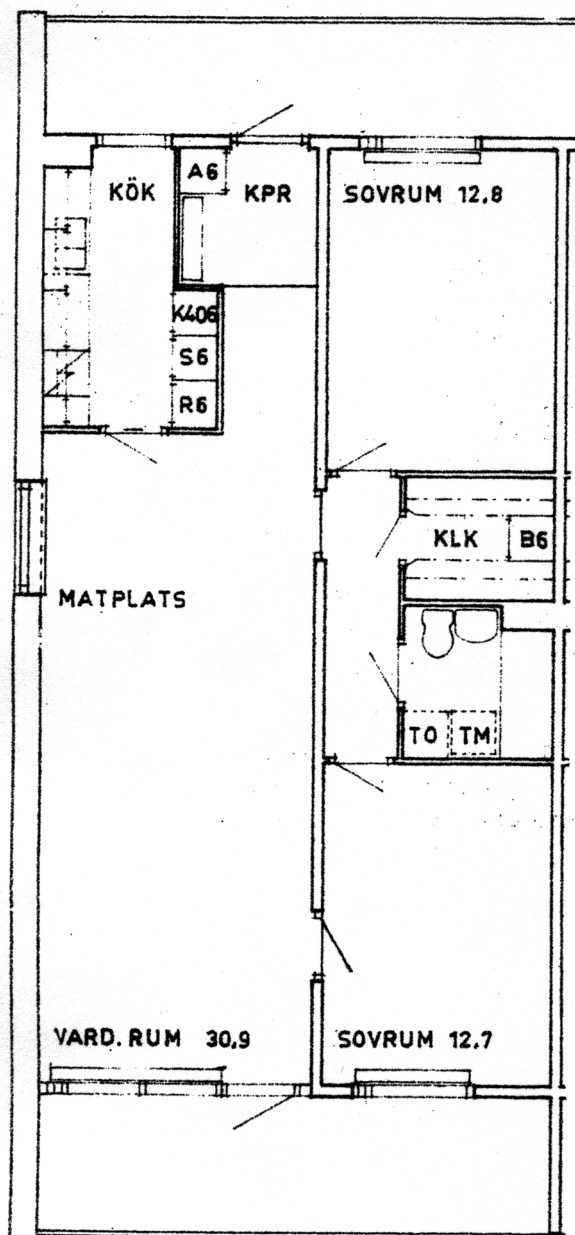 A6
KÖK
KPR
SOVRUM 12,8
K406
S6
R6
KLK
B6
MATPLATS
TO
TM
VARD. RUM 30,9
SOVRUM 12,7